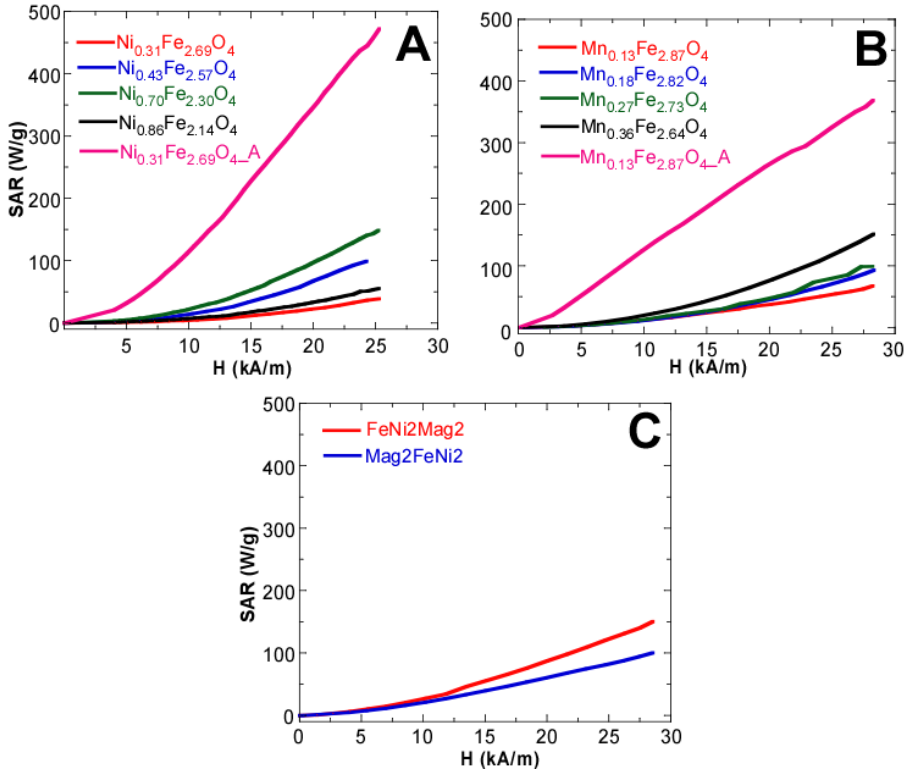 A
500
400
300
200
100
0
SAR (W/g)
Ni0.31Fe2.69O4
Ni0.43Fe2.57O4
Ni0.70Fe2.30O4
Ni0.86Fe2.14O4
Ni0.31Fe2.69O4_A
5 10 15 20 25 30
H (kA/m)
B
500
400
300
200
100
0
Mn0.13Fe2.87O4
Mn0.18Fe2.82O4
Mn0.27Fe2.73O4
Mn0.36Fe2.64O4
Mn0.13Fe2.87O4_A
0 5 10 15 20 25 30
H (kA/m)
C
500
400
300
200
100
0
SAR (W/g)
FeNi2Mag2
Mag2FeNi2
0 5 10 15 20 25 30
H (kA/m)